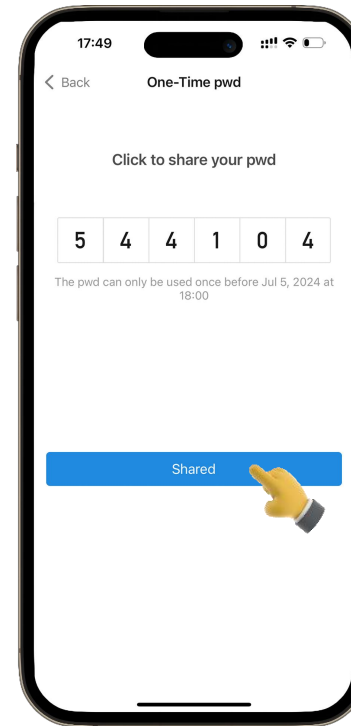 17:49
Back
One-Time pwd
Click to share your pwd
5 4 4 1 0 4
The pwd can only be used once before Jul 5, 2024 at
18:00
Shared